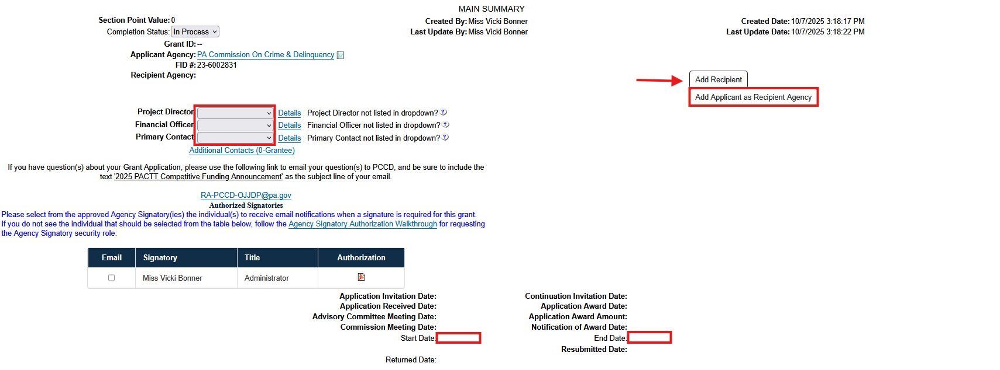 MAIN SUMMARY
Section Point Value: 0
Created By: Miss Vicki Bonner
Created Date: 10/7/2025 3:18:17 PM
Completion Status: In Process
Last Update By: Miss Vicki Bonner
Last Update Date: 10/7/2025 3:18:22 PM
Grant ID: --
Applicant Agency: PA Commission On Crime & Delinquency
FID #: 23-6002831
Recipient Agency:
Add Recipient
Add Applicant as Recipient Agency
Project Director Details Project Director not listed in dropdown?
Financial Officer Details Financial Officer not listed in dropdown?
Primary Contact Details Primary Contact not listed in dropdown?
Additional Contacts (0-Grantee)
If you have question(s) about your Grant Application, please use the following link to email your question(s) to PCCD, and be sure to include the
text '2025 PACTT Competitive Funding Announcement' as the subject line of your email.
RA-PCCD-OJJDP@pa.gov
Authorized Signatories
Please select from the approved Agency Signatory(ies) the individual(s) to receive email notifications when a signature is required for this grant.
If you do not see the individual that should be selected from the table below, follow the Agency Signatory Authorization Walkthrough for requesting
the Agency Signatory security role.
Email Signatory Title Authorization
Miss Vicki Bonner Administrator
Application Invitation Date: Continuation Invitation Date:
Application Received Date: Application Award Date:
Advisory Committee Meeting Date: Application Award Amount:
Commission Meeting Date: Notification of Award Date:
Start Date: End Date:
Resubmitted Date:
Returned Date: